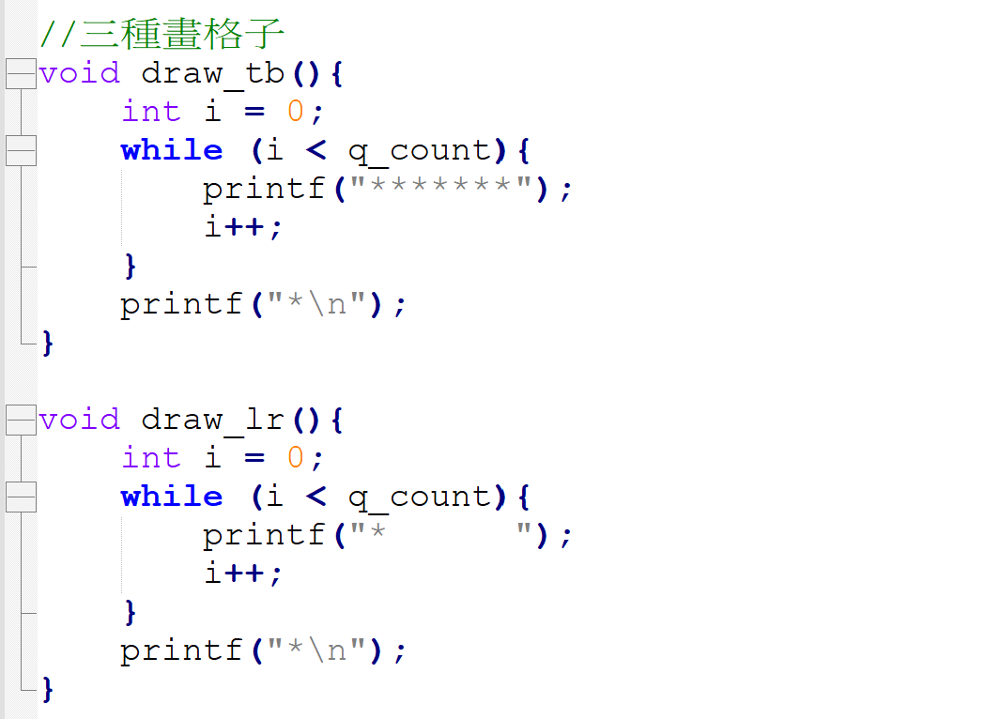 //三種畫格子
void draw_tb(){
    int i = 0;
    while (i < q_count){
        printf("*******");
        i++;
    }
    printf("*\n");
}

void draw_lr(){
    int i = 0;
    while (i < q_count){
        printf("*      ");
        i++;
    }
    printf("*\n");
}